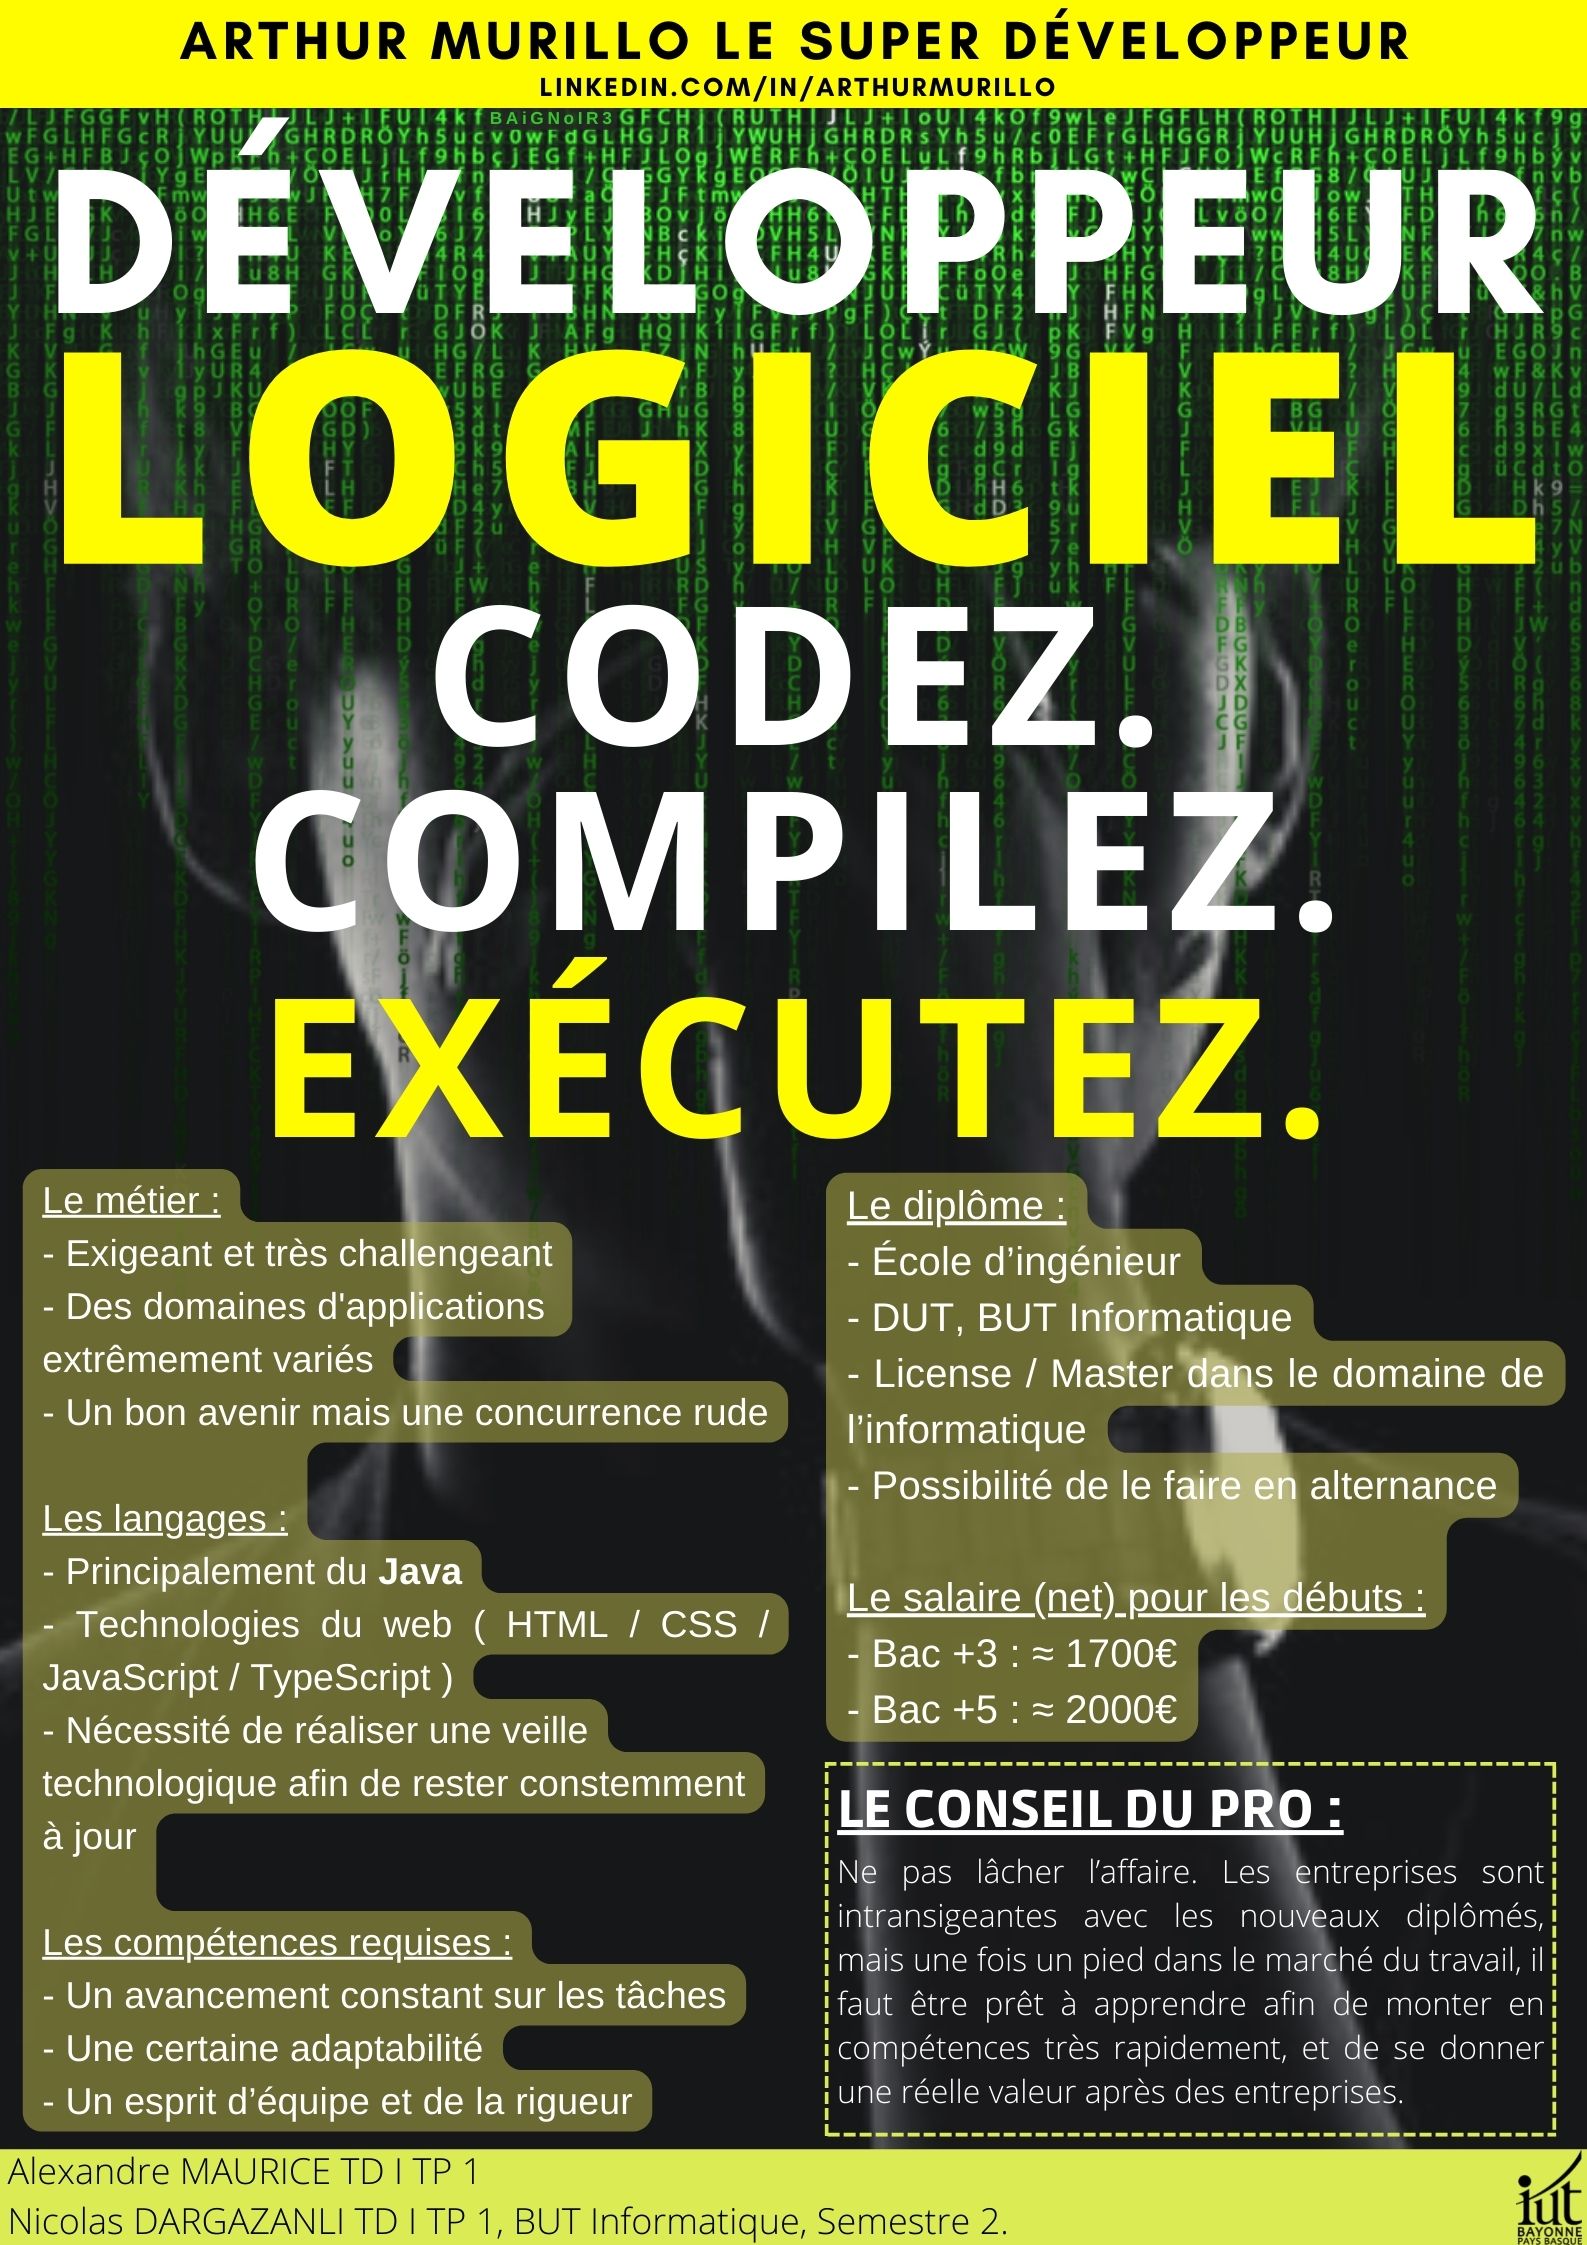 ARTHUR MURILLO LE SUPER DÉVELOPPEUR
LINKEDIN.COM/IN/ARTHURMURILLO
BAiGNoIR3
DÉVELOPPEUR
LOGICIEL
CODEZ.
COMPILEZ.
EXÉCUTEZ.
Le métier :
- Exigeant et très challengeant
- Des domaines d'applications
extrêmement variés
- Un bon avenir mais une concurrence rude
Les langages :
- Principalement du Java
- Technologies du web ( HTML / CSS /
JavaScript / TypeScript )
- Nécessité de réaliser une veille
technologique afin de rester constemment
à jour
Les compétences requises :
- Un avancement constant sur les tâches
- Une certaine adaptabilité
- Un esprit d’équipe et de la rigueur
Le diplôme :
- École d’ingénieur
- DUT, BUT Informatique
- License / Master dans le domaine de
l’informatique
- Possibilité de le faire en alternance
Le salaire (net) pour les débuts :
- Bac +3 : ≈ 1700€
- Bac +5 : ≈ 2000€
LE CONSEIL DU PRO :
Ne pas lâcher l’affaire. Les entreprises sont
intransigeantes avec les nouveaux diplômés,
mais une fois un pied dans le marché du travail, il
faut être prêt à apprendre afin de monter en
compétences très rapidement, et de se donner
une réelle valeur après des entreprises.
Alexandre MAURICE TD I TP 1
Nicolas DARGAZANLI TD I TP 1, BUT Informatique, Semestre 2.
iut
BAYONNE
PAYS BASQUE